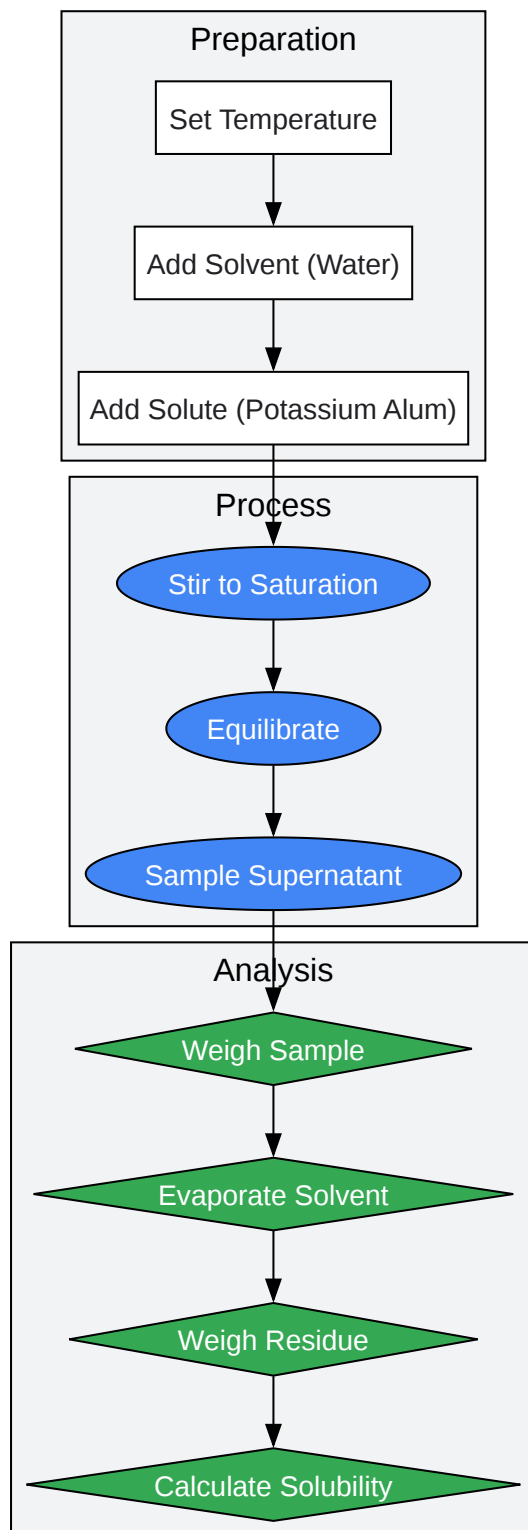 Preparation
Set Temperature
Add Solvent (Water)
Add Solute (Potassium Alum)
Process
Stir to Saturation
Equilibrate
Sample Supernatant
Analysis
Weigh Sample
Evaporate Solvent
Weigh Residue
Calculate Solubility